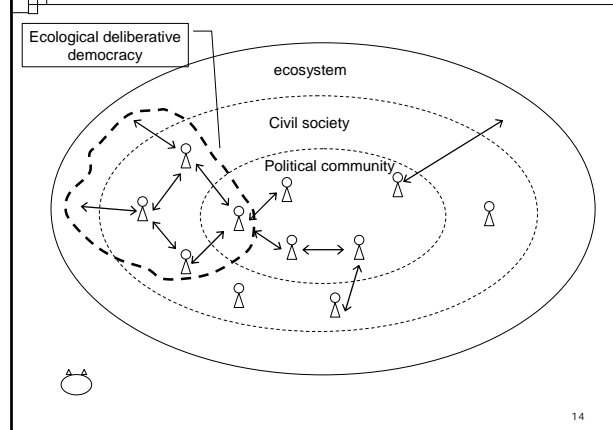 Ecological deliberative
democracy
ecosystem
Civil society
Political community
14